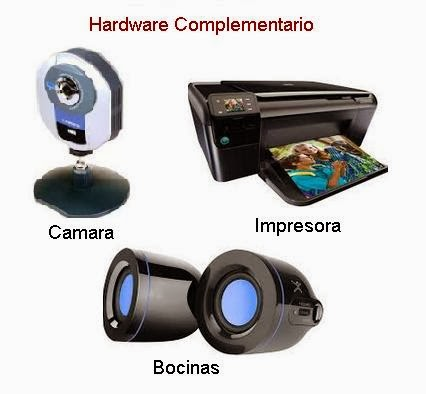 Hardware Complementario
Camara
Impresora
Bocinas